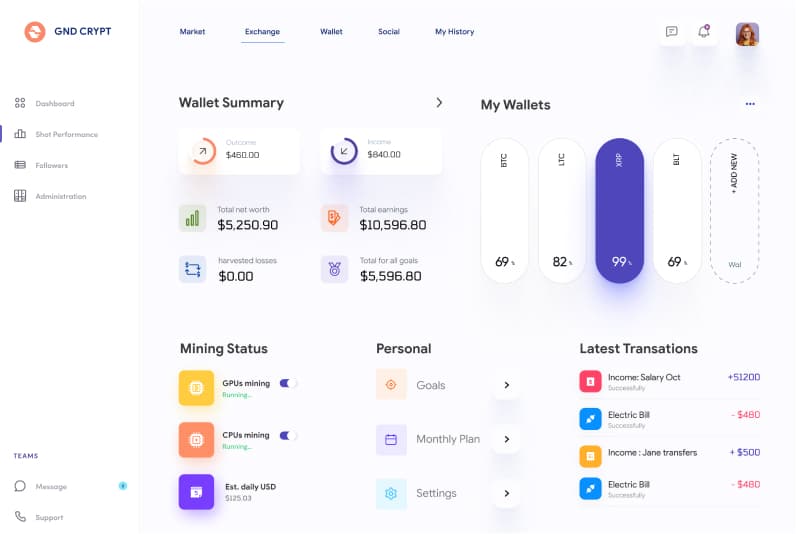 GND CRYPT
Market
Exchange
Wallet
Social
My History
Dashboard
Shot Performance
Followers
Administration
TEAMS
Message
Support
Wallet Summary
Outcome
$460.00
Income
$840.00
Total net worth
$5,250.90
Total earnings
$10,596.80
harvested losses
$0.00
Total for all goals
$5,596.80
My Wallets
BTC
69 %
LTC
82 %
XRP
99 %
BLT
69 %
+ ADD NEW
Wal
Mining Status
GPUs mining
Running...
CPUs mining
Running...
Est. daily USD
$125.03
Personal
Goals
Monthly Plan
Settings
Latest Transations
Income: Salary Oct
Successfully
+$1200
Electric Bill
Successfully
- $480
Income : Jane transfers
+ $500
Electric Bill
Successfully
- $480